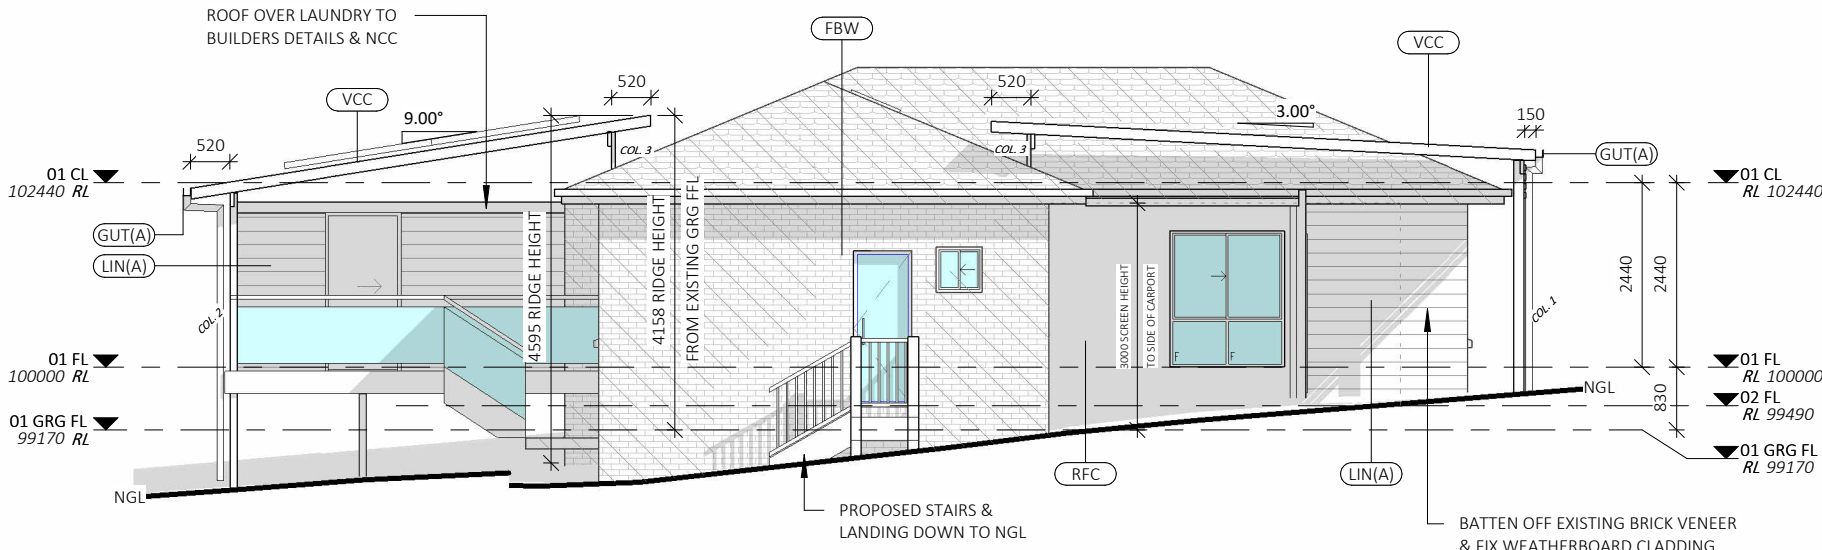 ROOF OVER LAUNDRY TO
BUILDERS DETAILS & NCC
FBW
VCC
VCC
520
520
520
150
9.00°
3.00°
COL. 3
COL. 3
GUT(A)
01 CL
102440 RL
01 CL
RL 102440
GUT(A)
LIN(A)
COL. 2
COL. 1
4595 RIDGE HEIGHT
4158 RIDGE HEIGHT
FROM EXISTING GRG FFL
3000 SCREEN HEIGHT
TO SIDE OF CARPORT
2440
2440
830
F
F
01 FL
100000 RL
01 FL
RL 100000
NGL
02 FL
RL 99490
01 GRG FL
99170 RL
01 GRG FL
RL 99170
RFC
LIN(A)
NGL
PROPOSED STAIRS &
LANDING DOWN TO NGL
BATTEN OFF EXISTING BRICK VENEER
& FIX WEATHERBOARD CLADDING